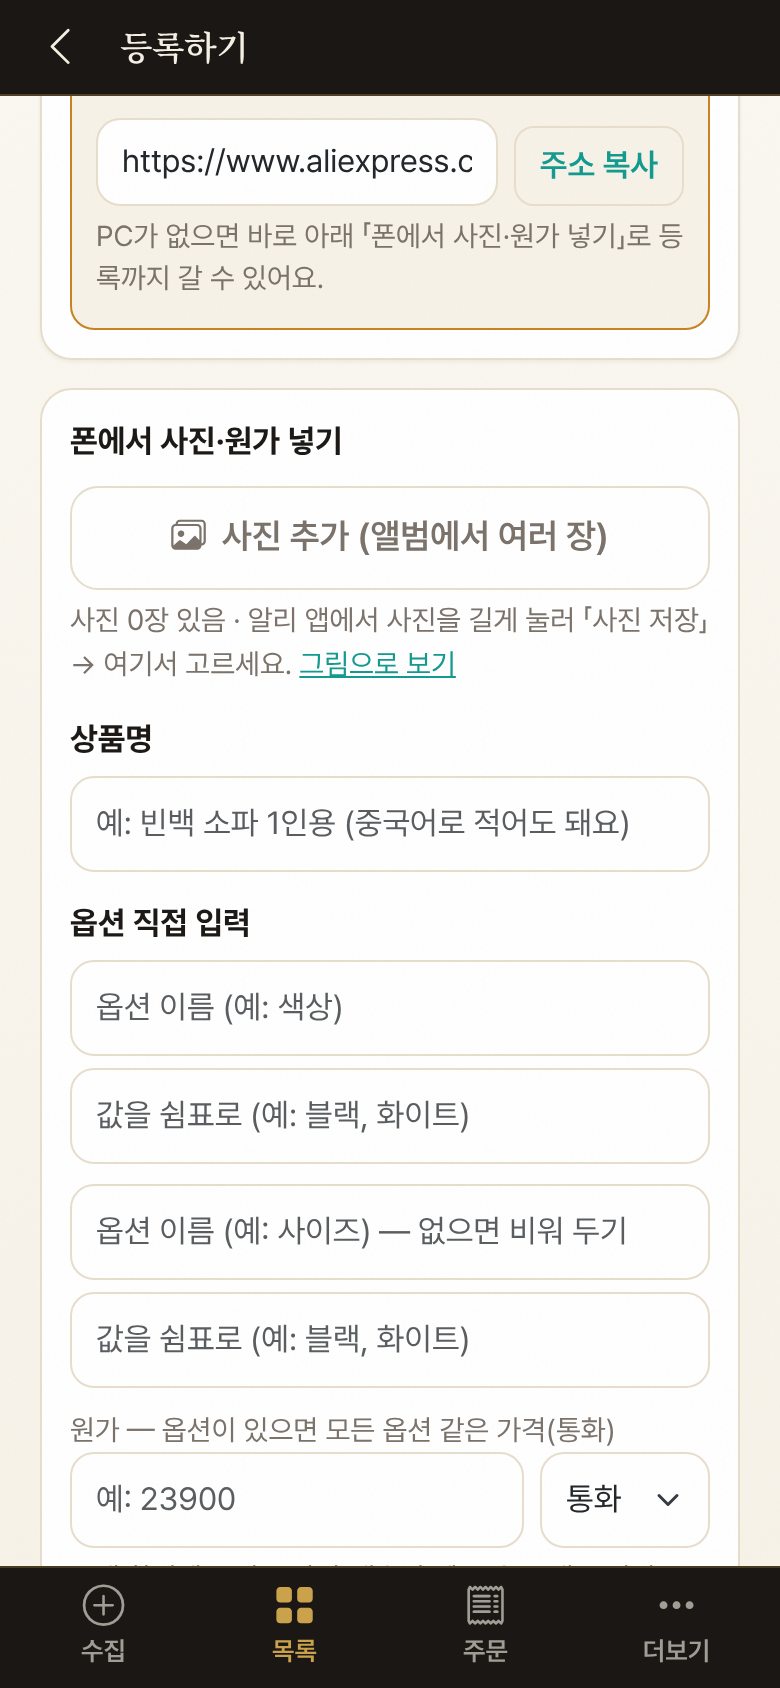 등록하기
https://www.aliexpress.c
주소 복사
PC가 없으면 바로 아래 「폰에서 사진·원가 넣기」로 등
록까지 갈 수 있어요.
폰에서 사진·원가 넣기
사진 추가 (앨범에서 여러 장)
사진 0장 있음 · 알리 앱에서 사진을 길게 눌러 「사진 저장」
→ 여기서 고르세요. 그림으로 보기
상품명
예: 빈백 소파 1인용 (중국어로 적어도 돼요)
옵션 직접 입력
옵션 이름 (예: 색상)
값을 쉼표로 (예: 블랙, 화이트)
옵션 이름 (예: 사이즈) — 없으면 비워 두기
값을 쉼표로 (예: 블랙, 화이트)
원가 — 옵션이 있으면 모든 옵션 같은 가격(통화)
예: 23900
통화
수집
목록
주문
더보기